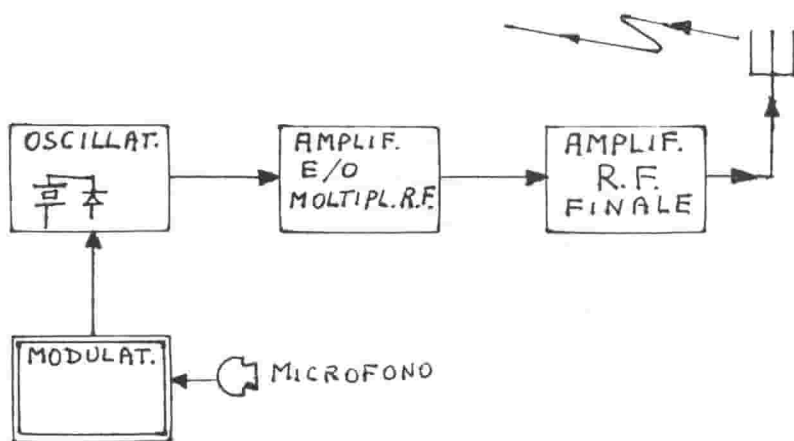 OSCILLAT.
AMPLIF.
E/O
MOLTIPL.R.F.
AMPLIF.
R.F.
FINALE
MODULAT.
MICROFONO